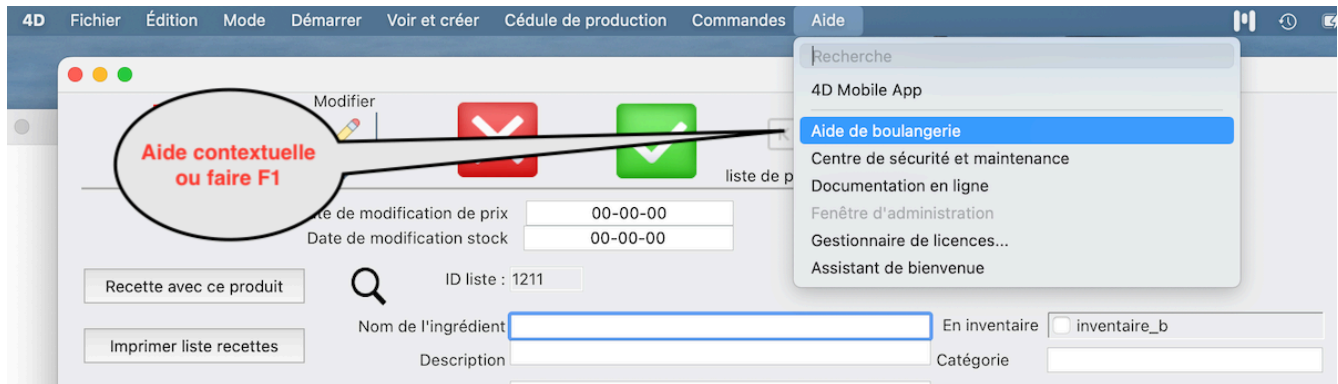 4D Fichier Édition Mode Démarrer Voir et créer Cédule de production Commandes Aide
Recherche
4D Mobile App
Aide de boulangerie
Centre de sécurité et maintenance
Documentation en ligne
Fenêtre d'administration
Gestionnaire de licences...
Assistant de bienvenue
Modifier
Aide contextuelle
ou faire F1
liste de p
te de modification de prix 00-00-00
Date de modification stock 00-00-00
Recette avec ce produit
ID liste : 1211
Nom de l'ingrédient
En inventaire inventaire_b
Imprimer liste recettes
Description
Catégorie